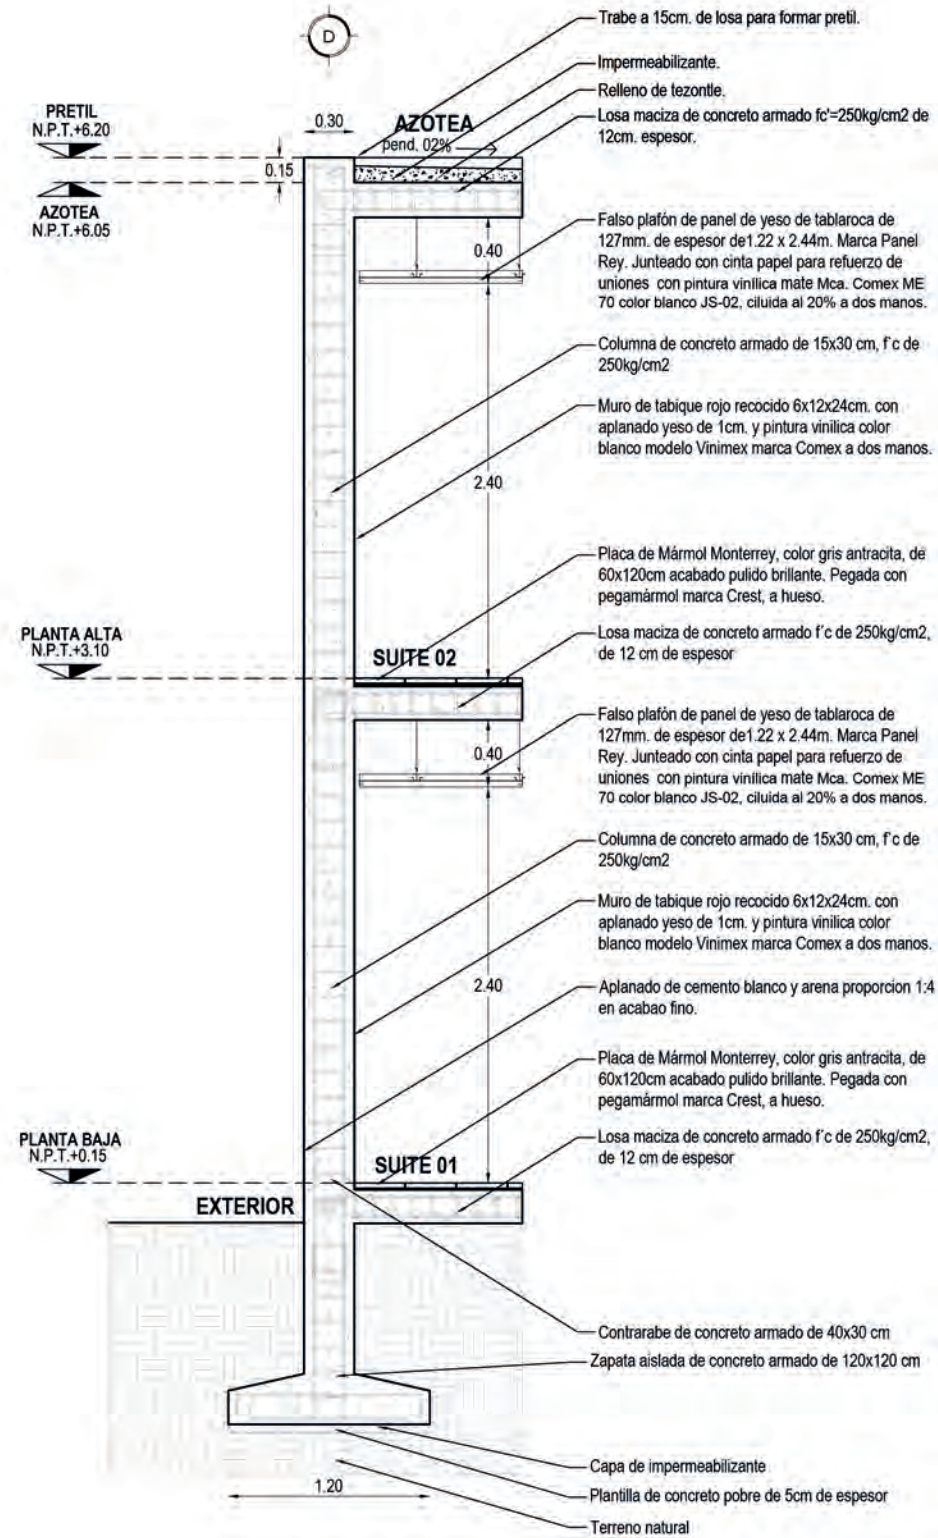 D
Trabe a 15cm. de losa para formar pretil.
Impermeabilizante.
Relleno de tezontle.
Losa maciza de concreto armado fc'=250kg/cm2 de
12cm. espesor.
PRETIL
N.P.T.+6.20
0.30
AZOTEA
pend. 02%
0.15
AZOTEA
N.P.T.+6.05
0.40
Falso plafón de panel de yeso de tablaroca de
127mm. de espesor de1.22 x 2.44m. Marca Panel
Rey. Junteado con cinta papel para refuerzo de
uniones con pintura vinílica mate Mca. Comex ME
70 color blanco JS-02, ciluida al 20% a dos manos.
Columna de concreto armado de 15x30 cm, f´c de
250kg/cm2
Muro de tabique rojo recocido 6x12x24cm. con
aplanado yeso de 1cm. y pintura vinilica color
blanco modelo Vinimex marca Comex a dos manos.
2.40
Placa de Mármol Monterrey, color gris antracita, de
60x120cm acabado pulido brillante. Pegada con
pegamármol marca Crest, a hueso.
PLANTA ALTA
N.P.T.+3.10
SUITE 02
Losa maciza de concreto armado f´c de 250kg/cm2,
de 12 cm de espesor
0.40
Falso plafón de panel de yeso de tablaroca de
127mm. de espesor de1.22 x 2.44m. Marca Panel
Rey. Junteado con cinta papel para refuerzo de
uniones con pintura vinílica mate Mca. Comex ME
70 color blanco JS-02, ciluida al 20% a dos manos.
Columna de concreto armado de 15x30 cm, f´c de
250kg/cm2
Muro de tabique rojo recocido 6x12x24cm. con
aplanado yeso de 1cm. y pintura vinilica color
blanco modelo Vinimex marca Comex a dos manos.
2.40
Aplanado de cemento blanco y arena proporcion 1:4
en acabao fino.
Placa de Mármol Monterrey, color gris antracita, de
60x120cm acabado pulido brillante. Pegada con
pegamármol marca Crest, a hueso.
PLANTA BAJA
N.P.T.+0.15
SUITE 01
Losa maciza de concreto armado f´c de 250kg/cm2,
de 12 cm de espesor
EXTERIOR
Contrarabe de concreto armado de 40x30 cm
Zapata aislada de concreto armado de 120x120 cm
Capa de impermeabilizante
1.20
Plantilla de concreto pobre de 5cm de espesor
Terreno natural